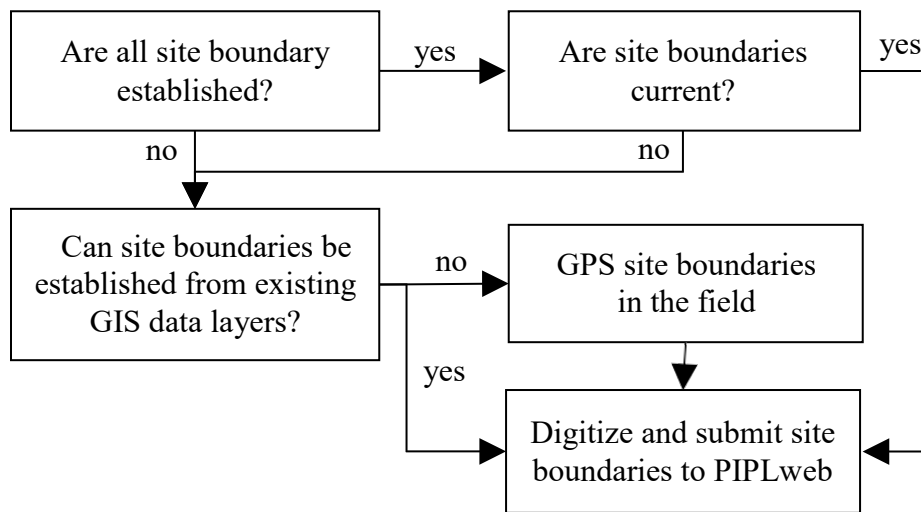 Are all site boundary
established?
yes
Are site boundaries
current?
yes
no
no
Can site boundaries be
established from existing
GIS data layers?
no
GPS site boundaries
in the field
yes
Digitize and submit site
boundaries to PIPLweb